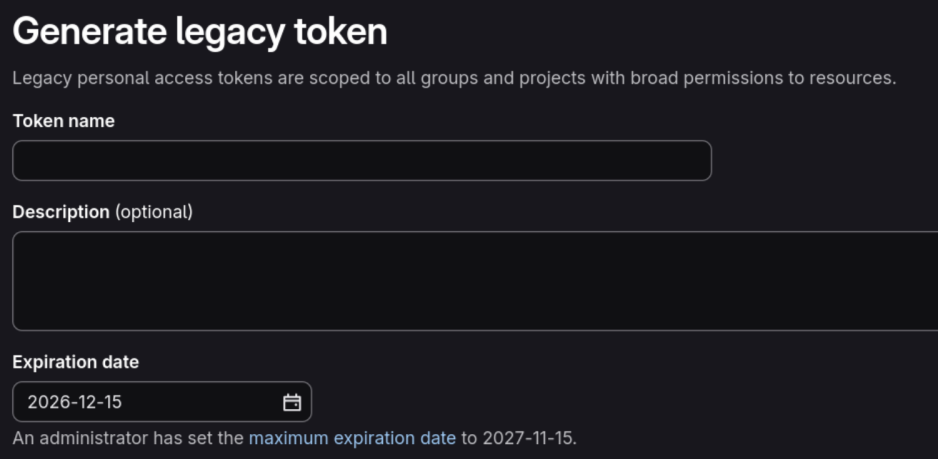 Generate legacy token
Legacy personal access tokens are scoped to all groups and projects with broad permissions to resources.
Token name
Description (optional)
Expiration date
2026-12-15
An administrator has set the maximum expiration date to 2027-11-15.